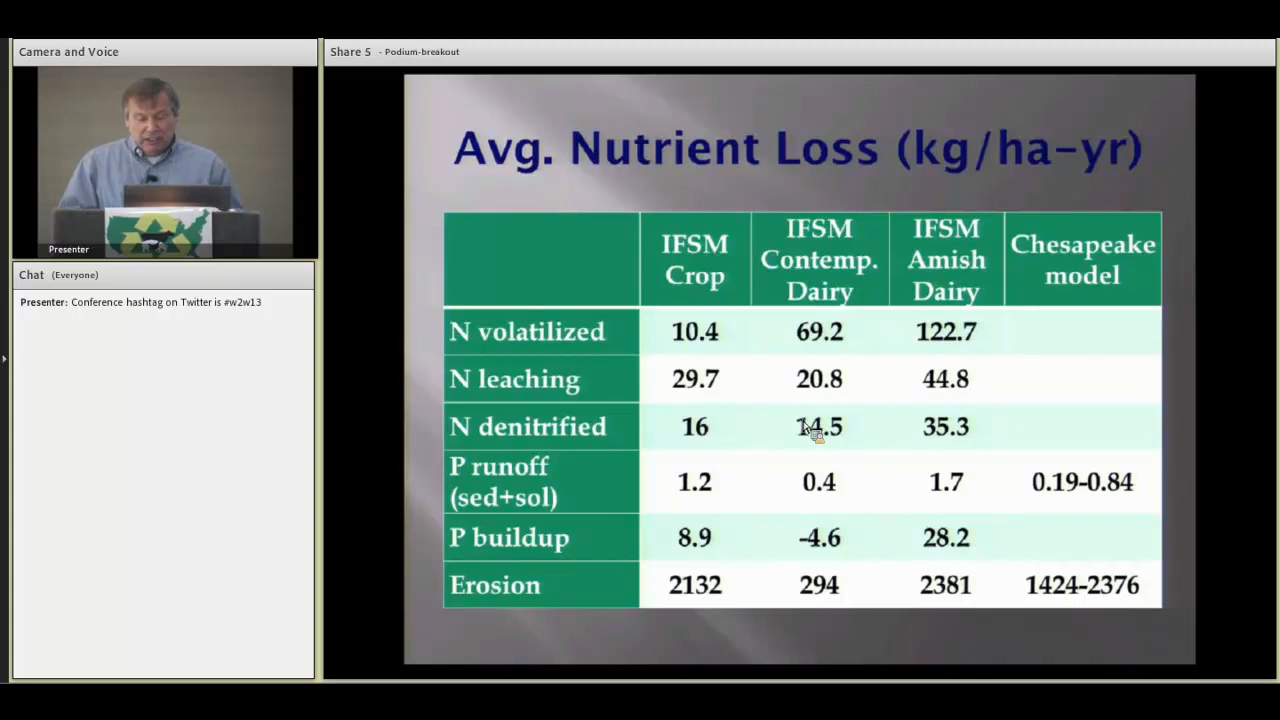 Camera and Voice
Presenter
Chat (Everyone)
Presenter: Conference hashtag on Twitter is #w2w13
Share 5 - Podium-breakout
Avg. Nutrient Loss (kg/ha-yr)
IFSM Crop
IFSM Contemp. Dairy
IFSM Amish Dairy
Chesapeake model
N volatilized 10.4 69.2 122.7
N leaching 29.7 20.8 44.8
N denitrified 16 14.5 35.3
P runoff (sed+sol) 1.2 0.4 1.7 0.19-0.84
P buildup 8.9 -4.6 28.2
Erosion 2132 294 2381 1424-2376